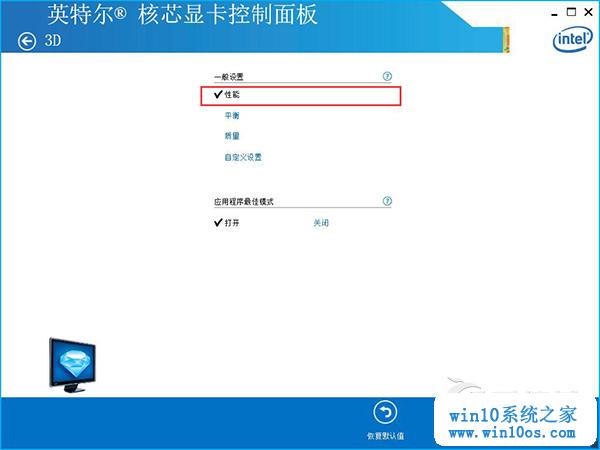 英特尔® 核芯显卡控制面板
3D
intel
一般设置 ?
✔性能
平衡
质量
自定义设置
应用程序最佳模式 ?
✔打开 关闭
恢复默认值
win10系统之家
www.win10os.com